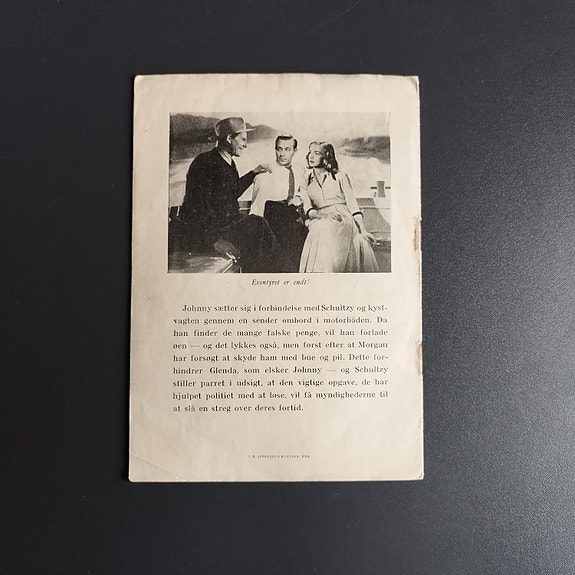 Eventyret er endt!
Johnny sætter sig i forbindelse med Schultzy og kyst-
vagten gennem en sender ombord i motorbåden. Da
han finder de mange falske penge, vil han forlade
øen — og det lykkes også, men først efter at Morgan
har forsøgt at skyde ham med bue og pil. Dette for-
hindrer Glenda, som elsker Johnny — og Schultzy
stiller parret i udsigt, at den vigtige opgave, de har
hjulpet politiet med at løse, vil få myndighederne til
at slå en streg over deres fortid.